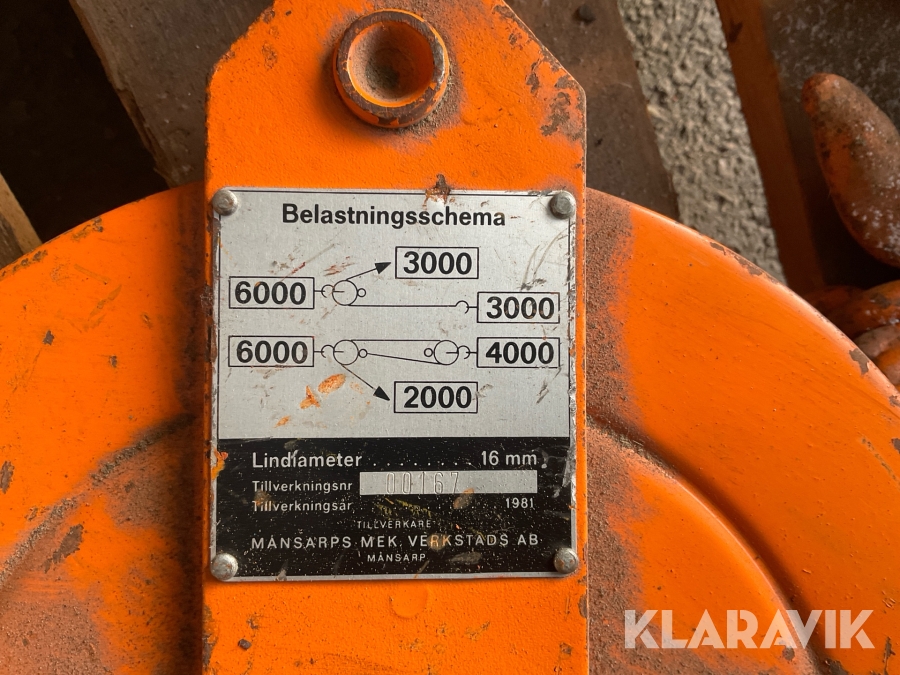 Belastningsschema
3000
6000
3000
6000
4000
2000
Lindiameter 16 mm
Tillverkningsnr 00167
Tillverkningsår 1981
TILLVERKARE
MÅNSARPS MEK. VERKSTADS AB
MÅNSARP
KLARAVIK